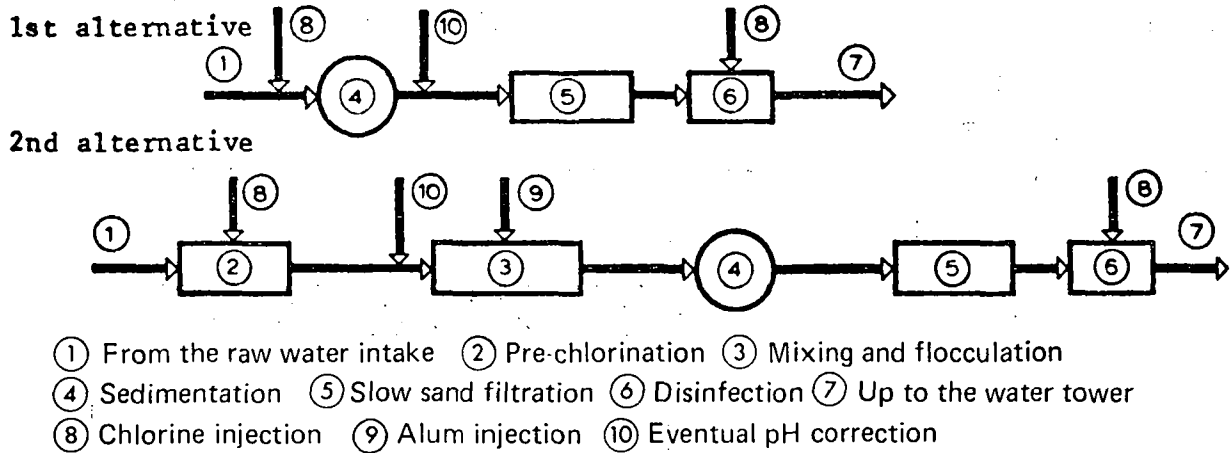 1st alternative
⑧ ⑩ ⑧
① ④ ⑤ ⑥ ⑦
2nd alternative
⑧ ⑩ ⑨ ⑧
① ② ③ ④ ⑤ ⑥ ⑦
① From the raw water intake ② Pre-chlorination ③ Mixing and flocculation
④ Sedimentation ⑤ Slow sand filtration ⑥ Disinfection ⑦ Up to the water tower
⑧ Chlorine injection ⑨ Alum injection ⑩ Eventual pH correction